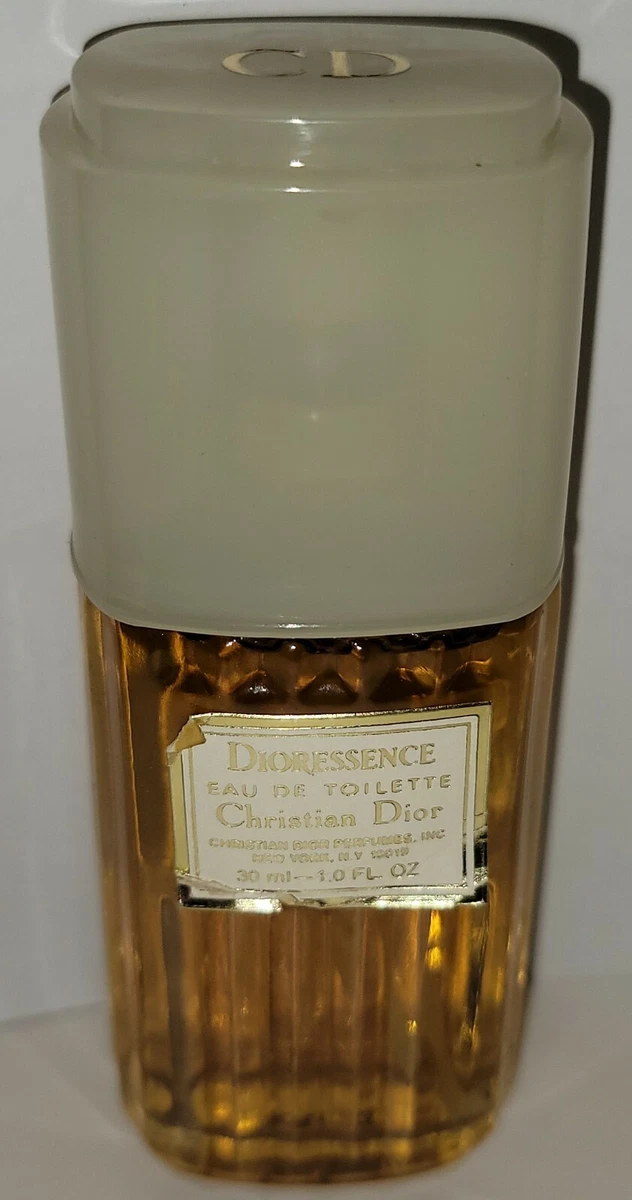 CD
DIORESSENCE
EAU DE TOILETTE
Christian Dior
CHRISTIAN DIOR PERFUMES, INC
NEW YORK, N.Y. 10019
30 ml--1.0 FL. OZ